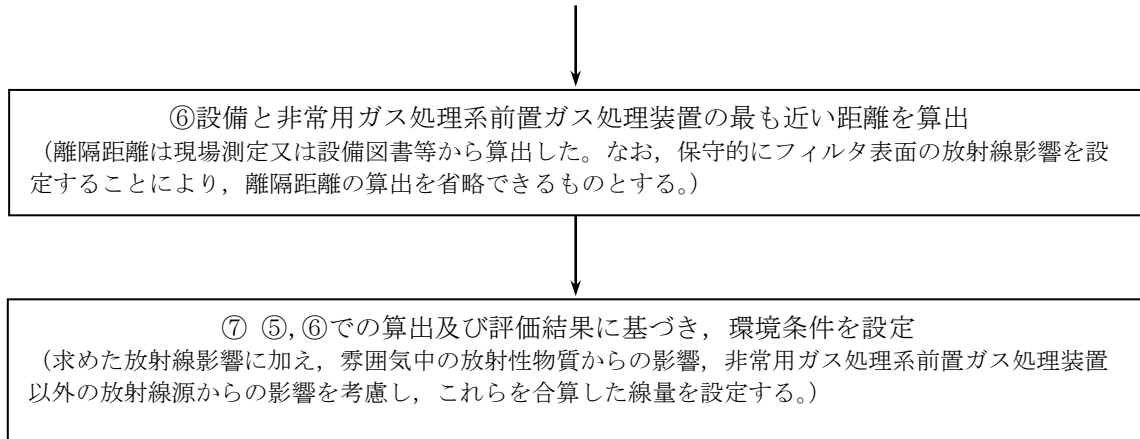 ⑥設備と非常用ガス処理系前置ガス処理装置の最も近い距離を算出
（離隔距離は現場測定又は設備図書等から算出した。なお，保守的にフィルタ表面の放射線影響を設
定することにより，離隔距離の算出を省略できるものとする。）
⑦ ⑤,⑥での算出及び評価結果に基づき，環境条件を設定
（求めた放射線影響に加え，雰囲気中の放射性物質からの影響，非常用ガス処理系前置ガス処理装置
以外の放射線源からの影響を考慮し，これらを合算した線量を設定する。）